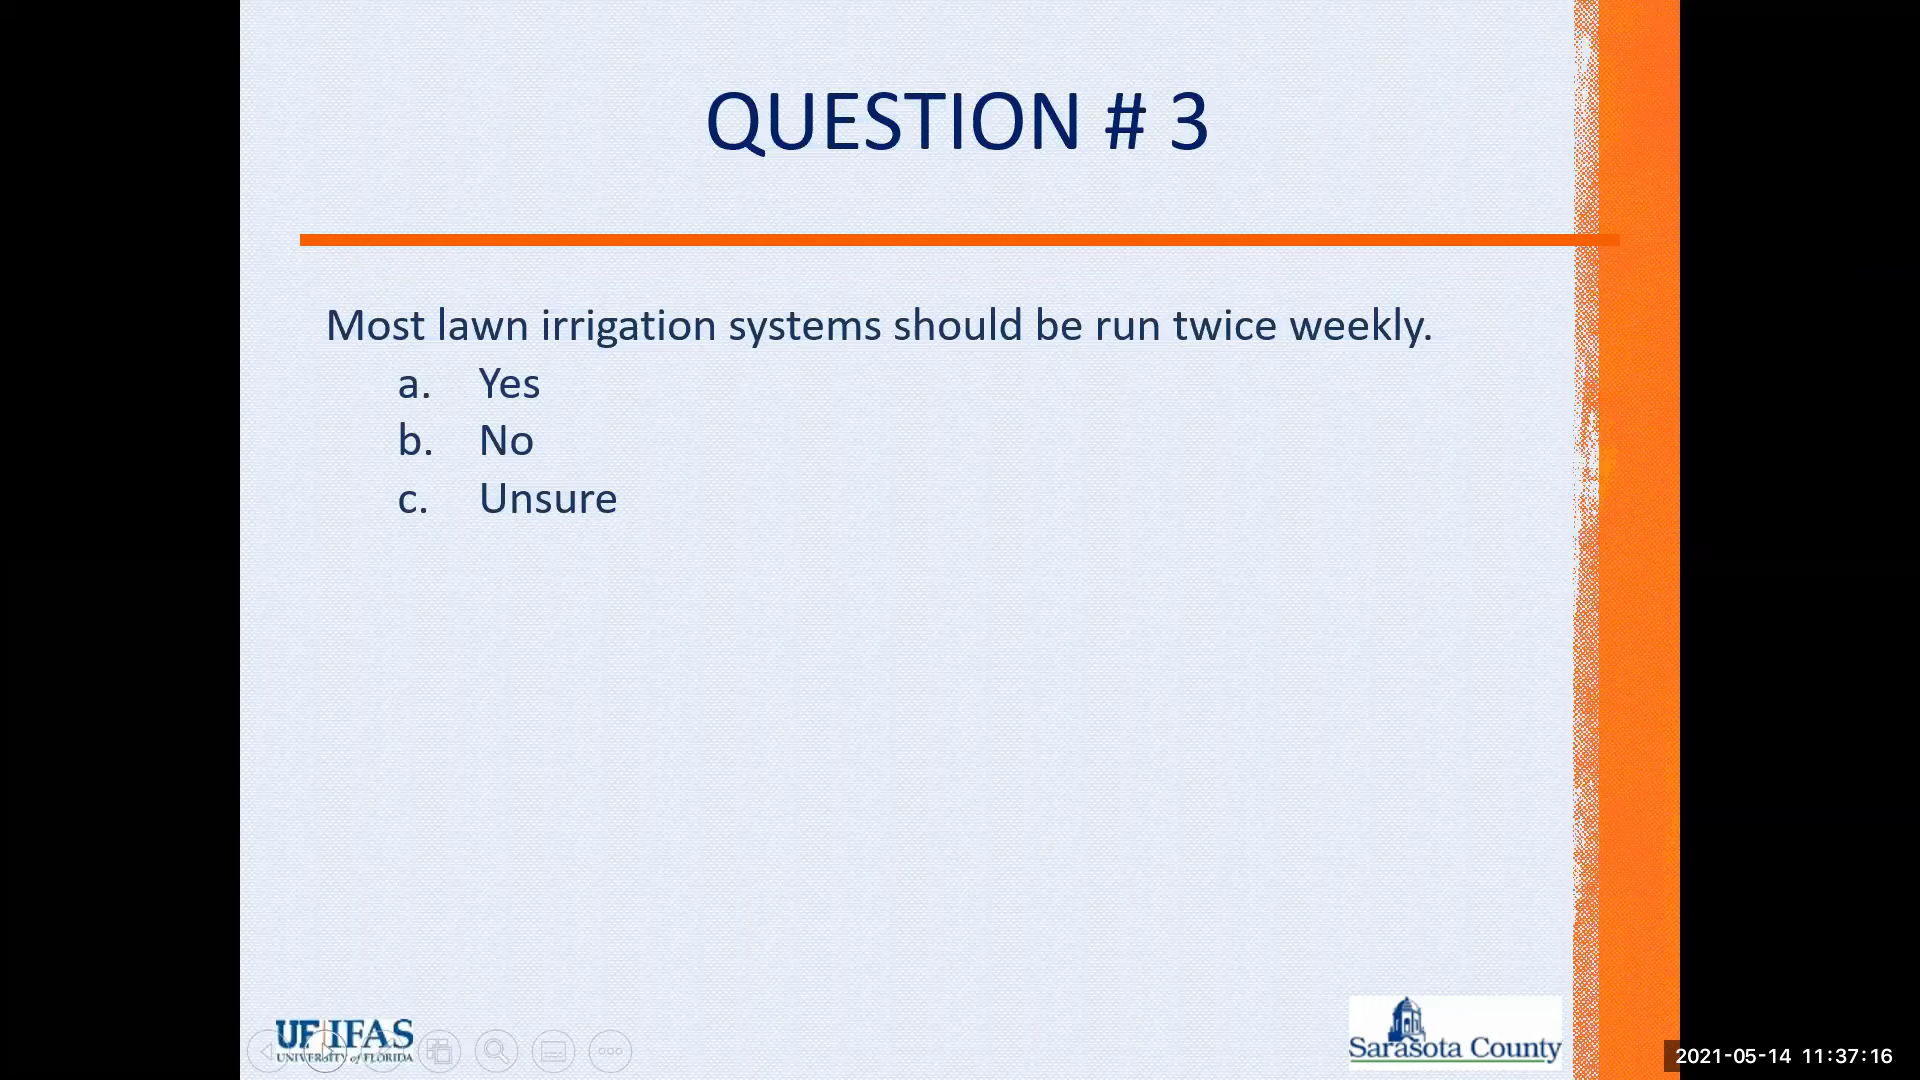 QUESTION # 3
Most lawn irrigation systems should be run twice weekly.
a. Yes
b. No
c. Unsure
UF|IFAS
UNIVERSITY of FLORIDA
Sarasota County
2021-05-14 11:37:16